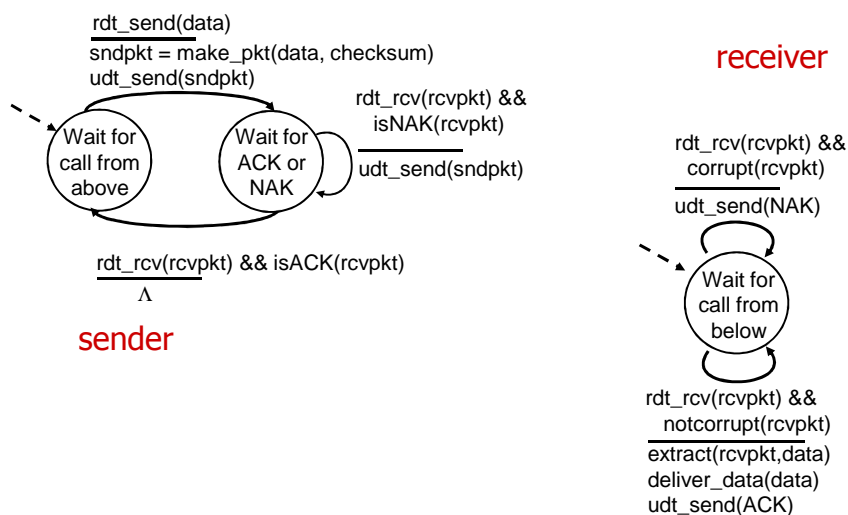 rdt_send(data)
sndpkt = make_pkt(data, checksum)
udt_send(sndpkt)
receiver
rdt_rcv(rcvpkt) &&
isNAK(rcvpkt)
udt_send(sndpkt)
Wait for
call from
above
Wait for
ACK or
NAK
rdt_rcv(rcvpkt) && isACK(rcvpkt)
Λ
sender
rdt_rcv(rcvpkt) &&
corrupt(rcvpkt)
udt_send(NAK)
Wait for
call from
below
rdt_rcv(rcvpkt) &&
notcorrupt(rcvpkt)
extract(rcvpkt,data)
deliver_data(data)
udt_send(ACK)